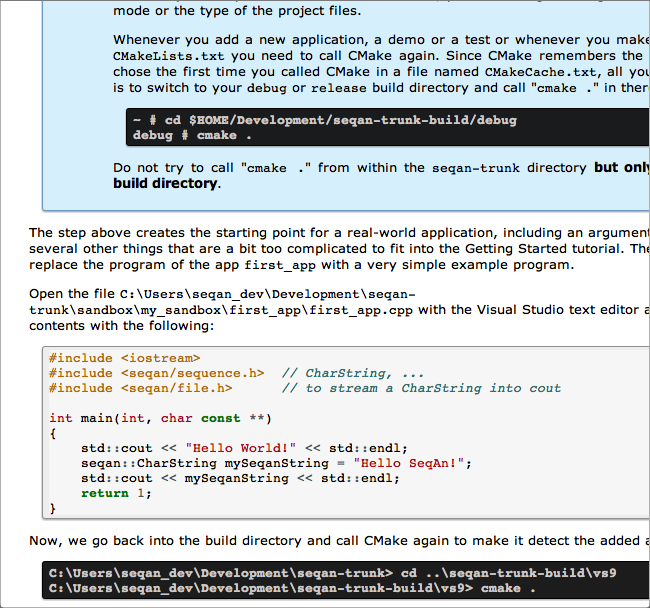 mode or the type of the project files.
Whenever you add a new application, a demo or a test or whenever you make
CMakeLists.txt you need to call CMake again. Since CMake remembers the
chose the first time you called CMake in a file named CMakeCache.txt, all you
is to switch to your debug or release build directory and call "cmake ." in there
~ # cd $HOME/Development/seqan-trunk-build/debug
debug # cmake .
Do not try to call "cmake ." from within the seqan-trunk directory but only
build directory.
The step above creates the starting point for a real-world application, including an argument
several other things that are a bit too complicated to fit into the Getting Started tutorial. The
replace the program of the app first_app with a very simple example program.
Open the file C:\Users\seqan_dev\Development\seqan-
trunk\sandbox\my_sandbox\first_app\first_app.cpp with the Visual Studio text editor a
contents with the following:
#include <iostream>
#include <seqan/sequence.h>  // CharString, ...
#include <seqan/file.h>      // to stream a CharString into cout
int main(int, char const **)
{
    std::cout << "Hello World!" << std::endl;
    seqan::CharString mySeqanString = "Hello SeqAn!";
    std::cout << mySeqanString << std::endl;
    return 1;
}
Now, we go back into the build directory and call CMake again to make it detect the added a
C:\Users\seqan_dev\Development\seqan-trunk> cd ..\seqan-trunk-build\vs9
C:\Users\seqan_dev\Development\seqan-trunk-build\vs9> cmake .